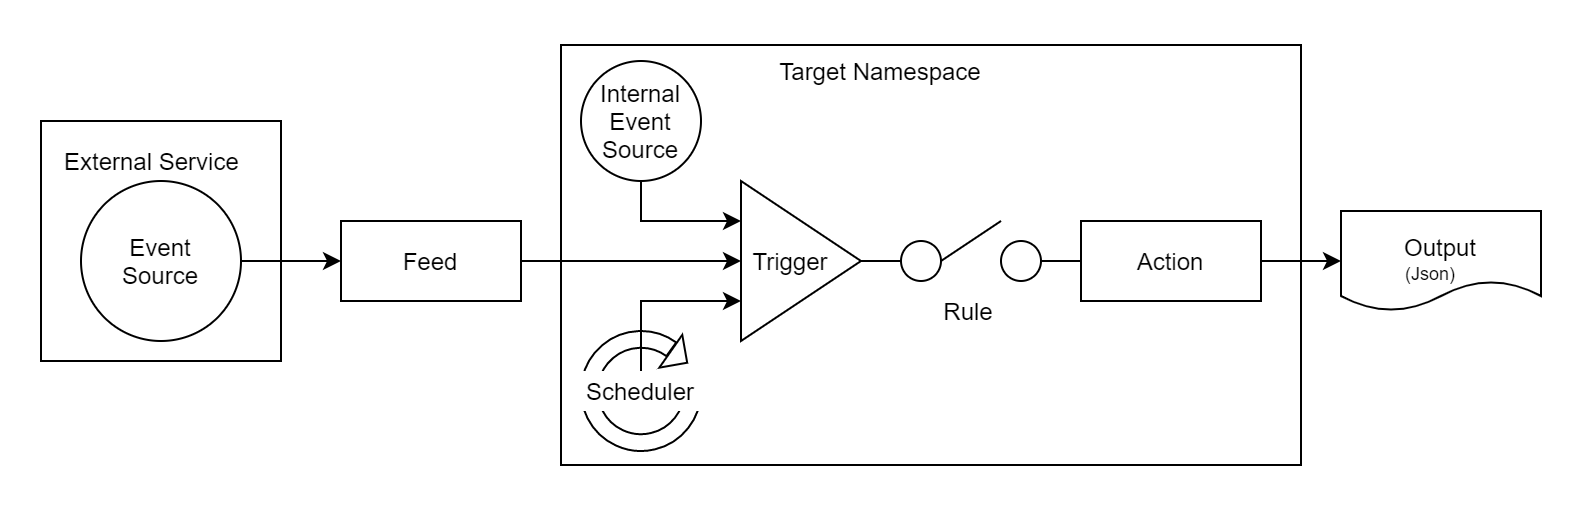 Target Namespace
Internal
Event
Source
External Service
Event
Source
Feed
Trigger
Rule
Action
Output
(Json)
Scheduler